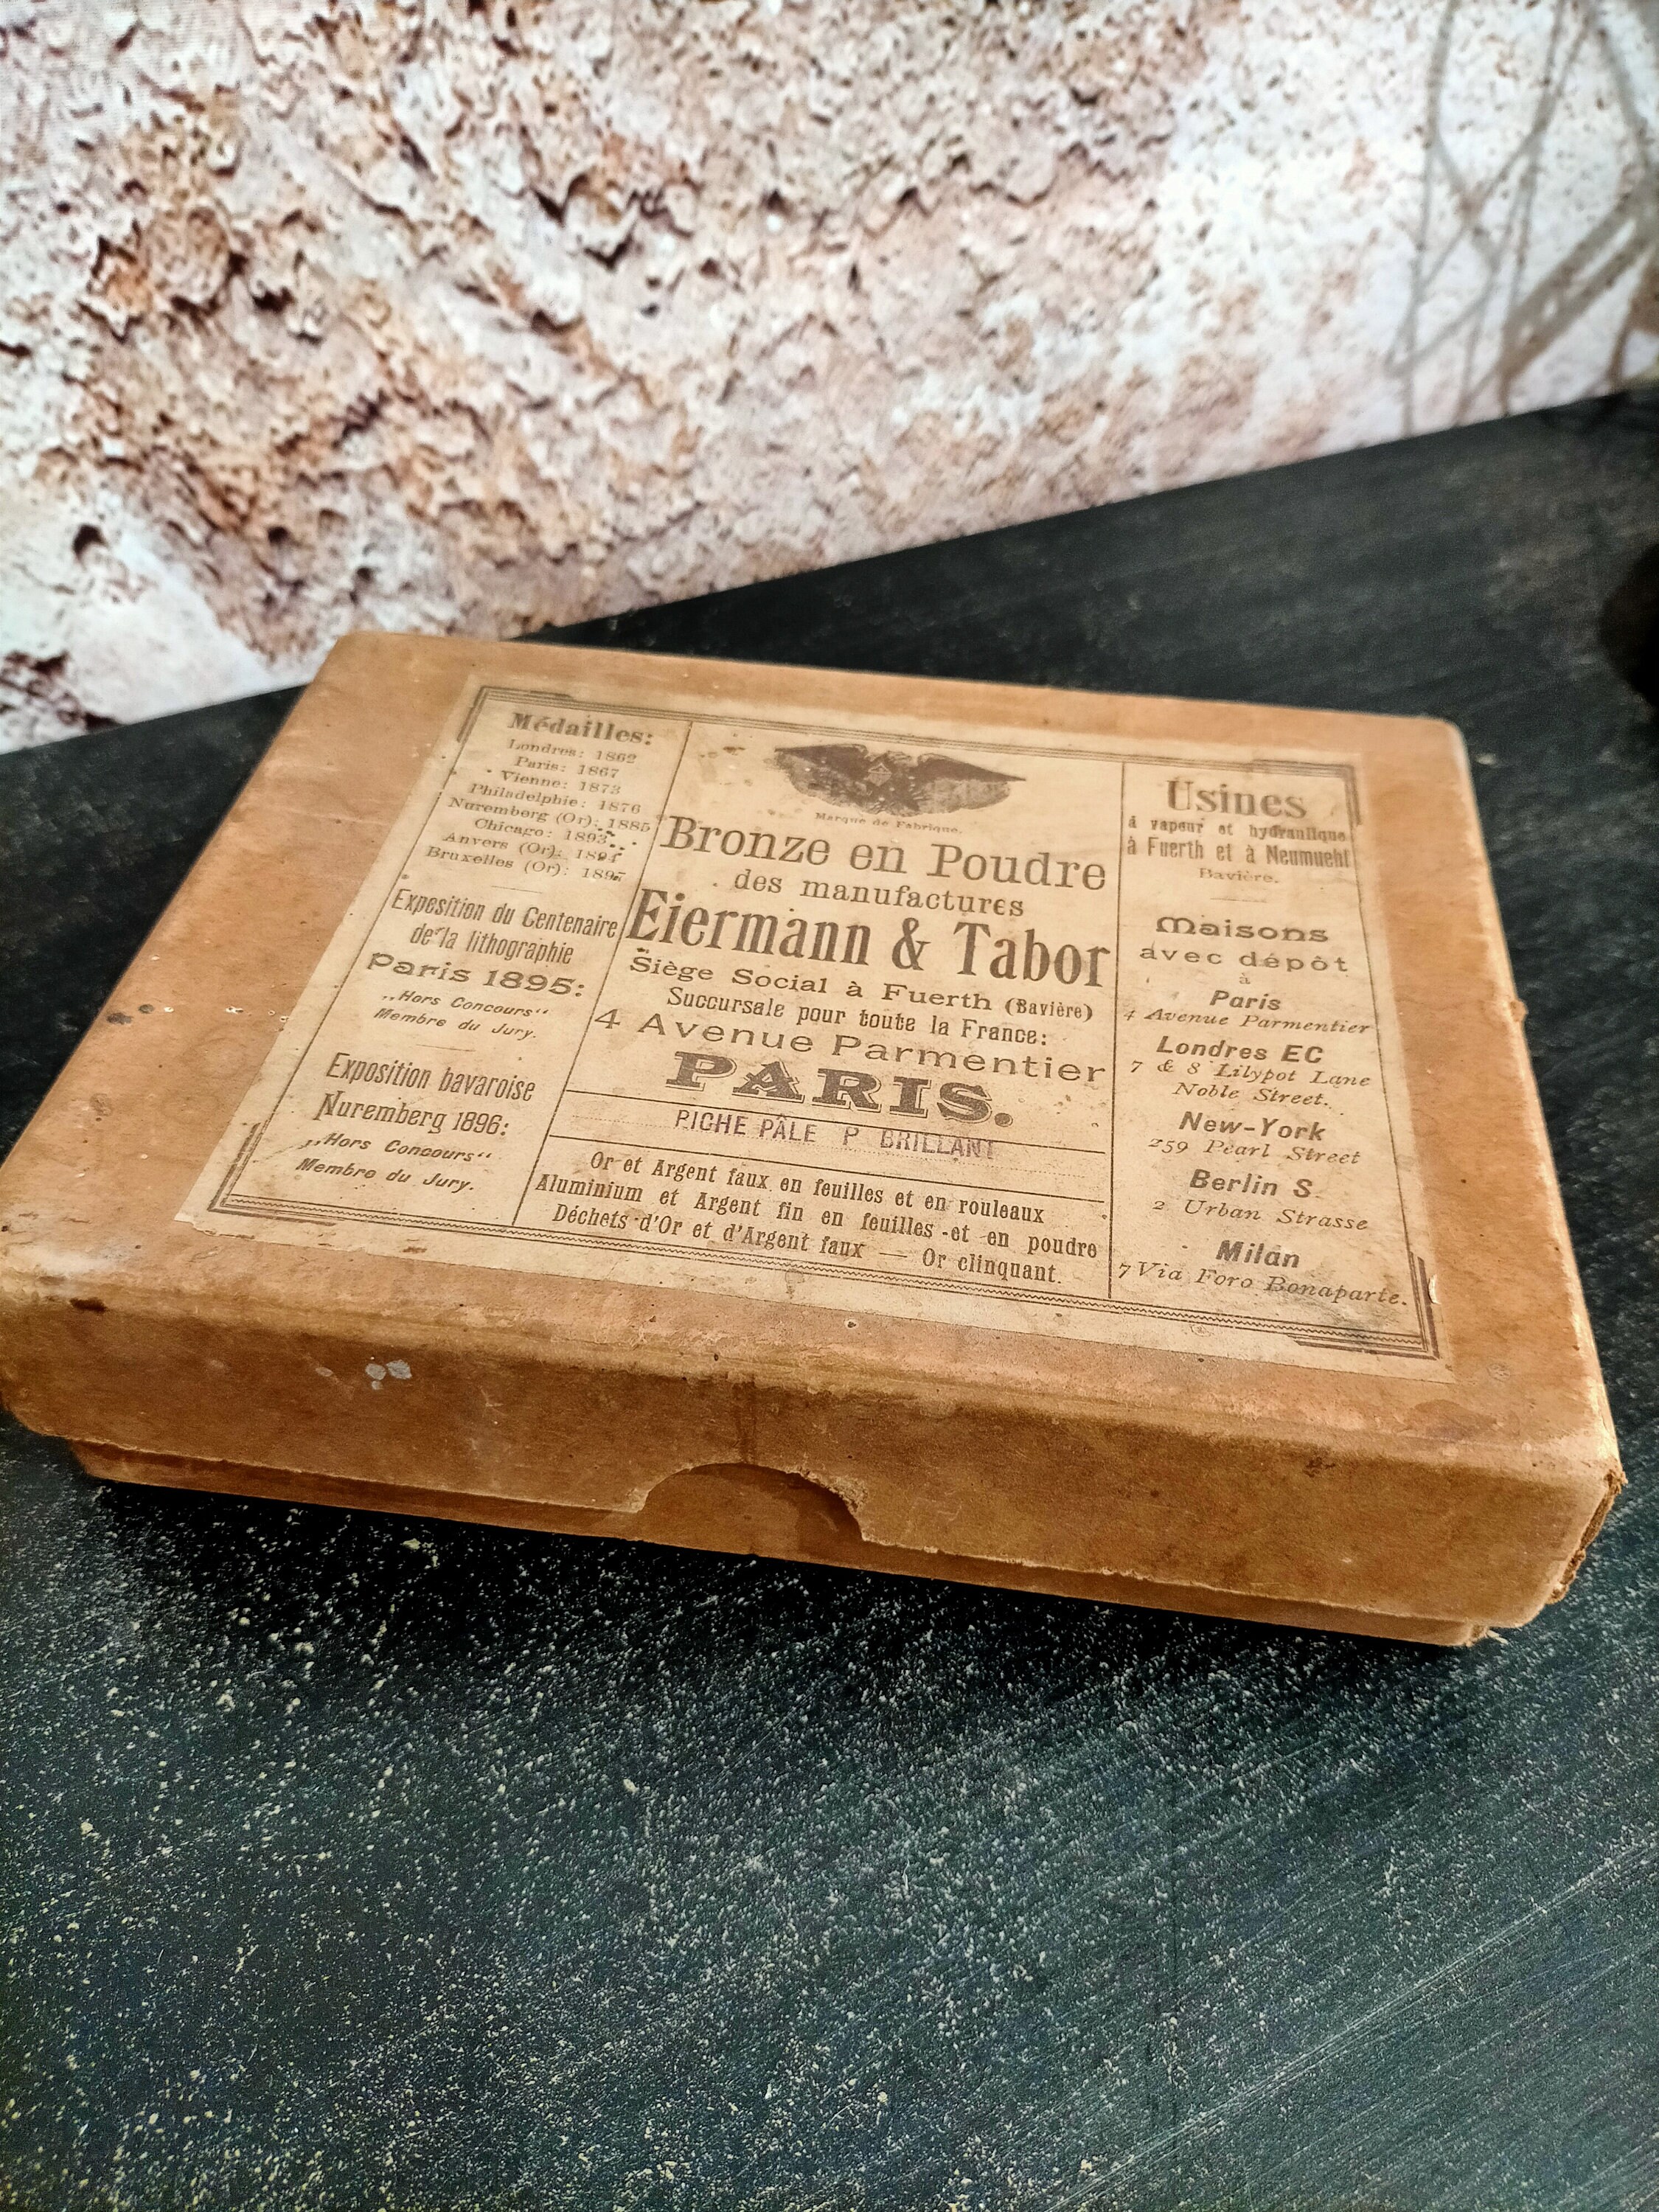 Médailles:
Londres: 1862
Paris: 1867
Vienne: 1873
Philadelphie: 1876
Nuremberg (Or): 1885
Chicago: 1893
Anvers (Or): 1894
Bruxelles (Or): 1897
Exposition du Centenaire
de la lithographie
Paris 1895:
„Hors Concours“
Membre du Jury.
Exposition bavaroise
Nuremberg 1896:
„Hors Concours“
Membre du Jury.
Marque de Fabrique.
Bronze en Poudre
des manufactures
Eiermann & Tabor
Siège Social à Fuerth (Bavière)
Succursale pour toute la France:
4 Avenue Parmentier
PARIS.
RICHE PÂLE P BRILLANT
Or et Argent faux en feuilles et en rouleaux
Aluminium et Argent fin en feuilles et en poudre
Déchets d'Or et d'Argent faux — Or clinquant.
Usines
à vapeur et hydraulique
à Fuerth et à Neumuehl
Bavière.
Maisons
avec dépôt
à
Paris
4 Avenue Parmentier
Londres EC
7 & 8 Lilypot Lane
Noble Street.
New-York
259 Pearl Street
Berlin S
2 Urban Strasse
Milan
7 Via Foro Bonaparte.